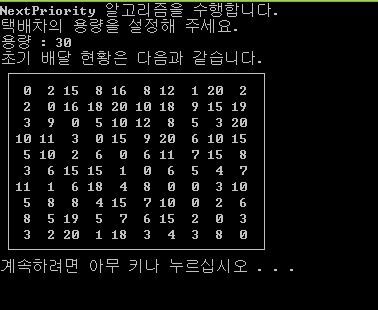 NextPriority 알고리즘을 수행합니다.
택배차의 용량을 설정해 주세요.
용량 : 30
초기 배달 현황은 다음과 같습니다.
0 2 15 8 16 8 12 1 20 2
2 0 16 18 20 10 18 9 15 19
3 9 0 5 10 12 8 5 3 20
10 11 3 0 15 9 20 6 10 15
5 10 2 6 0 6 11 7 15 8
3 6 15 15 1 0 6 5 4 7
11 1 6 18 4 8 0 0 3 10
5 8 8 4 15 7 10 0 2 6
8 5 19 5 7 6 15 2 0 3
3 2 20 1 18 3 4 3 8 0
계속하려면 아무 키나 누르십시오 . . .